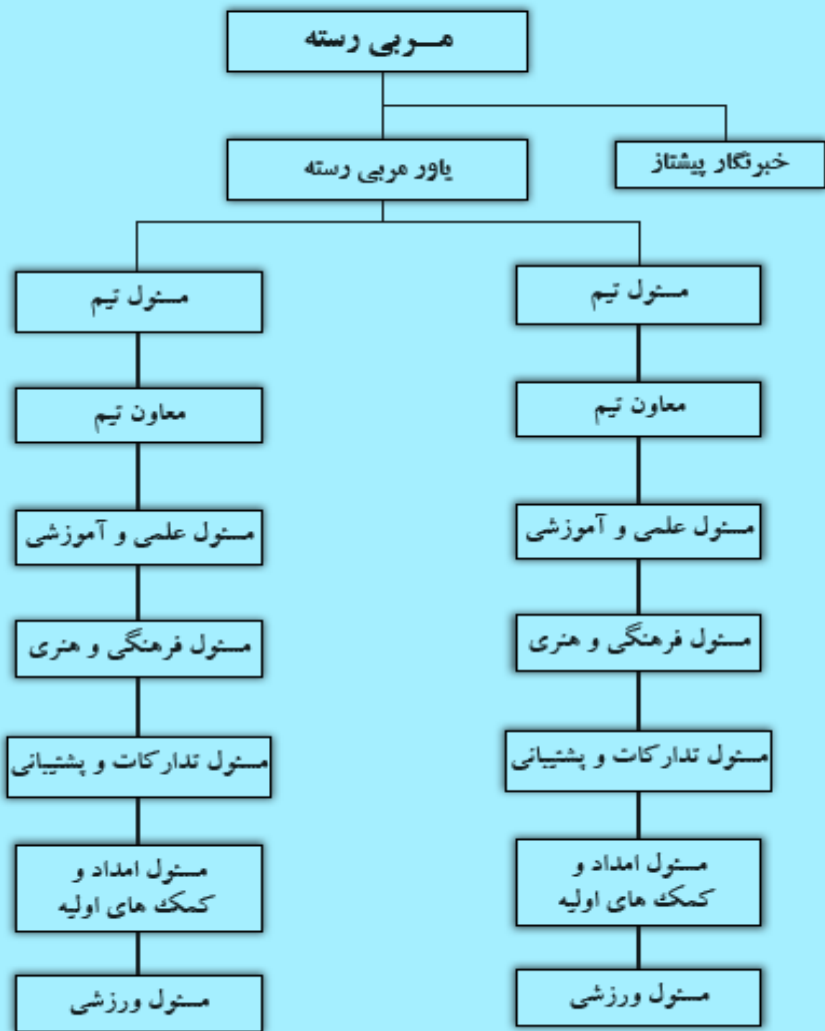 مــربی رسته
یاور مربی رسته
خبرنگار پیشتاز
مسئول تیم
معاون تیم
مسئول علمی و آموزشی
مسئول فرهنگی و هنری
مسئول تدارکات و پشتیبانی
مسئول امداد و
کمک های اولیه
مسئول ورزشی
مسئول تیم
معاون تیم
مسئول علمی و آموزشی
مسئول فرهنگی و هنری
مسئول تدارکات و پشتیبانی
مسئول امداد و
کمک های اولیه
مسئول ورزشی